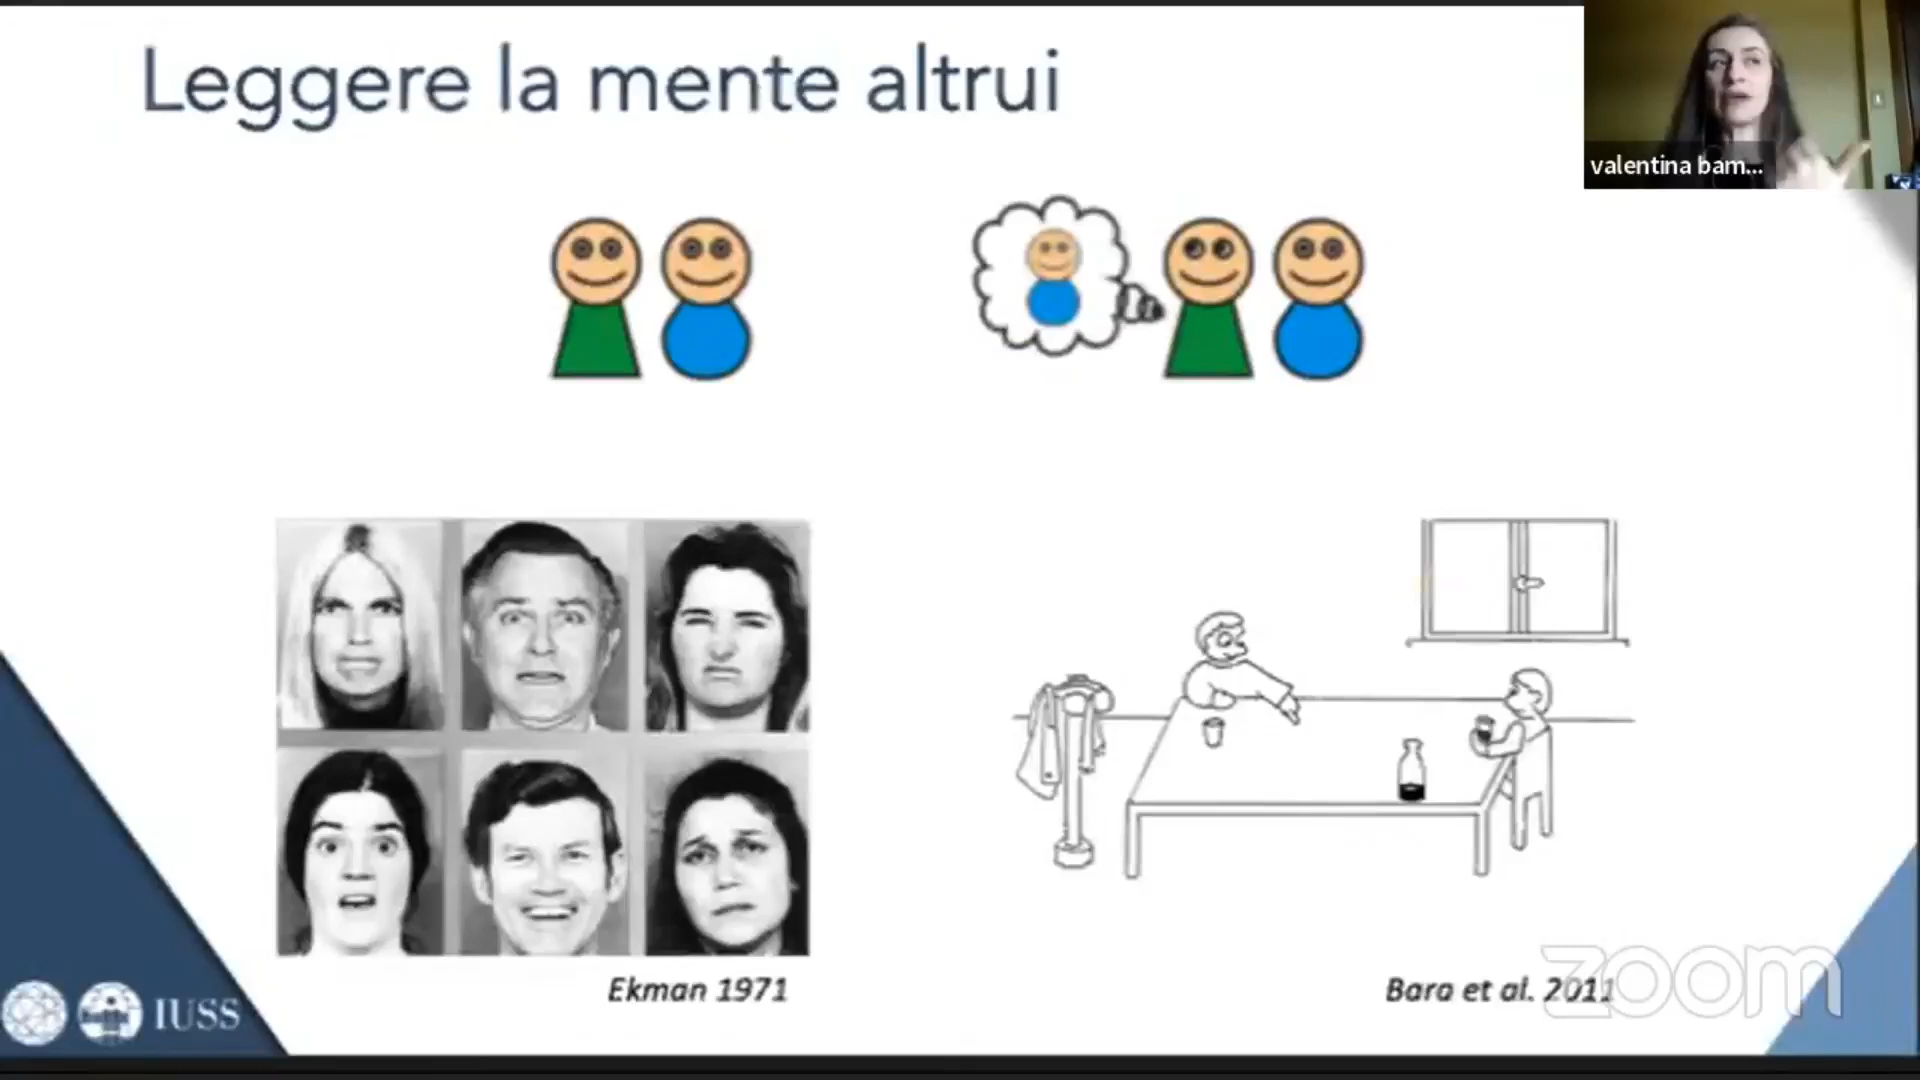 Leggere la mente altrui
valentina bam...
Ekman 1971
Bara et al. 2011
zoom
IUSS